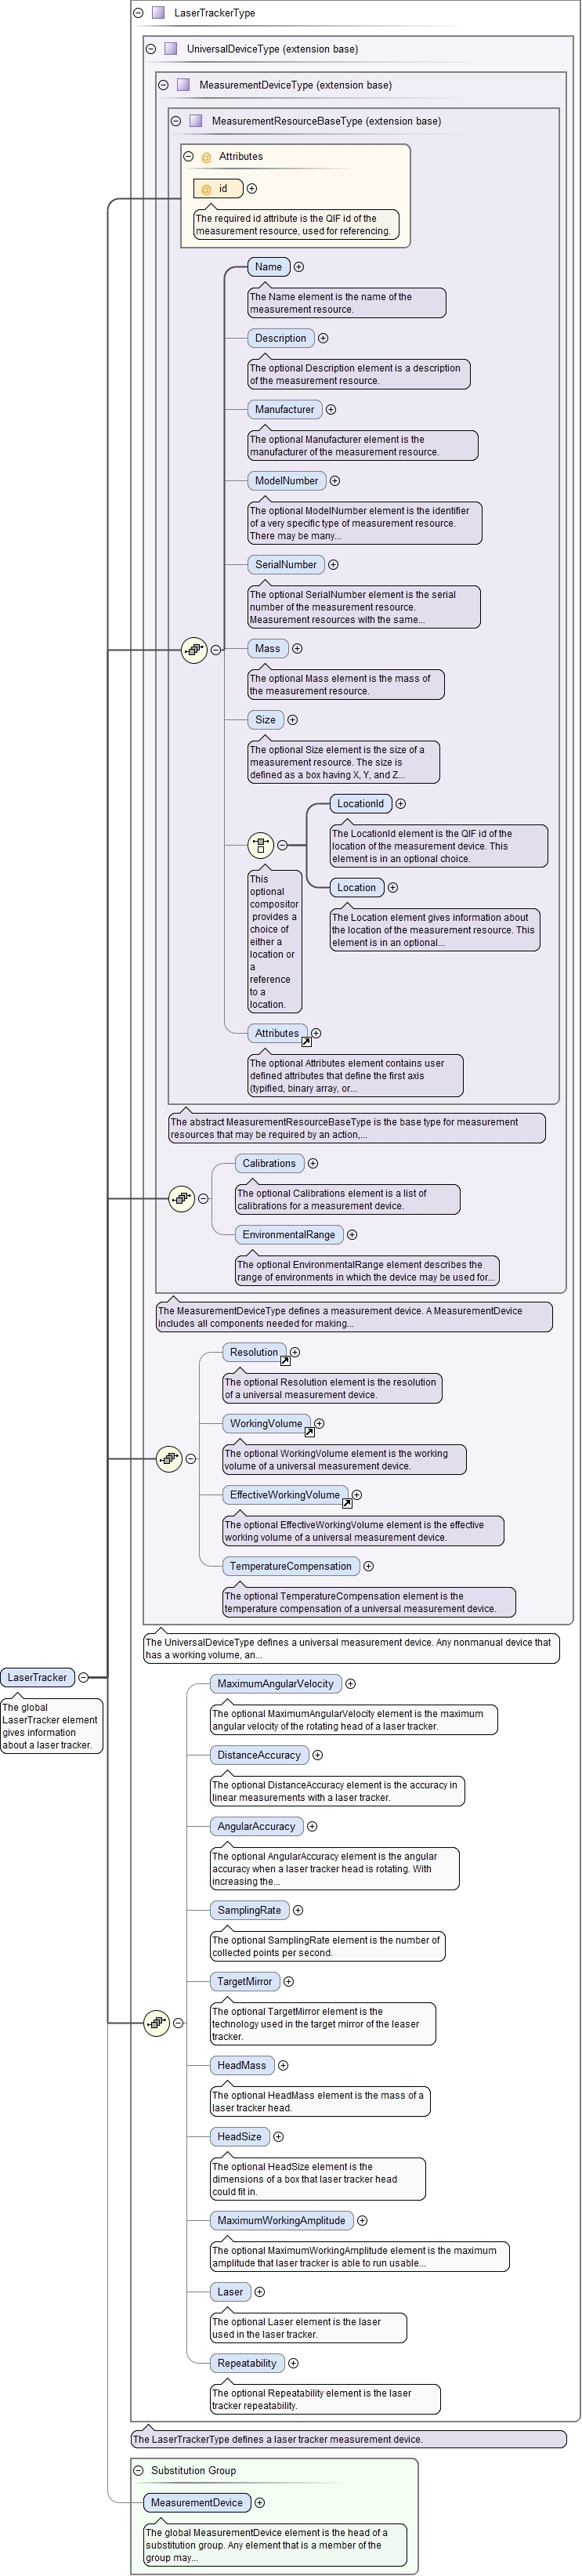 LaserTrackerType
UniversalDeviceType (extension base)
MeasurementDeviceType (extension base)
MeasurementResourceBaseType (extension base)
@ Attributes
@ id
The required id attribute is the QIF id of the
measurement resource, used for referencing.
Name
The Name element is the name of the
measurement resource.
Description
The optional Description element is a description
of the measurement resource.
Manufacturer
The optional Manufacturer element is the
manufacturer of the measurement resource.
ModelNumber
The optional ModelNumber element is the identifier
of a very specific type of measurement resource.
There may be many...
SerialNumber
The optional SerialNumber element is the serial
number of the measurement resource.
Measurement resources with the same...
Mass
The optional Mass element is the mass of
the measurement resource.
Size
The optional Size element is the size of a
measurement resource. The size is
defined as a box having X, Y, and Z...
LocationId
The LocationId element is the QIF id of the
location of the measurement device. This
element is in an optional choice.
Location
The Location element gives information about
the location of the measurement resource. This
element is in an optional...
This
optional
compositor
provides a
choice of
either a
location or
a
reference
to a
location.
Attributes
The optional Attributes element contains user
defined attributes that define the first axis
(typified, binary array, or...
The abstract MeasurementResourceBaseType is the base type for measurement
resources that may be required by an action,...
Calibrations
The optional Calibrations element is a list of
calibrations for a measurement device.
EnvironmentalRange
The optional EnvironmentalRange element describes the
range of environments in which the device may be used for...
The MeasurementDeviceType defines a measurement device. A MeasurementDevice
includes all components needed for making...
Resolution
The optional Resolution element is the resolution
of a universal measurement device.
WorkingVolume
The optional WorkingVolume element is the working
volume of a universal measurement device.
EffectiveWorkingVolume
The optional EffectiveWorkingVolume element is the effective
working volume of a universal measurement device.
TemperatureCompensation
The optional TemperatureCompensation element is the
temperature compensation of a universal measurement device.
The UniversalDeviceType defines a universal measurement device. Any nonmanual device that
has a working volume, an...
LaserTracker
The global
LaserTracker element
gives information
about a laser tracker.
MaximumAngularVelocity
The optional MaximumAngularVelocity element is the maximum
angular velocity of the rotating head of a laser tracker.
DistanceAccuracy
The optional DistanceAccuracy element is the accuracy in
linear measurements with a laser tracker.
AngularAccuracy
The optional AngularAccuracy element is the angular
accuracy when a laser tracker head is rotating. With
increasing the...
SamplingRate
The optional SamplingRate element is the number of
collected points per second.
TargetMirror
The optional TargetMirror element is the
technology used in the target mirror of the leaser
tracker.
HeadMass
The optional HeadMass element is the mass of a
laser tracker head.
HeadSize
The optional HeadSize element is the
dimensions of a box that laser tracker head
could fit in.
MaximumWorkingAmplitude
The optional MaximumWorkingAmplitude element is the maximum
amplitude that laser tracker is able to run usable...
Laser
The optional Laser element is the laser
used in the laser tracker.
Repeatability
The optional Repeatability element is the laser
tracker repeatability.
The LaserTrackerType defines a laser tracker measurement device.
Substitution Group
MeasurementDevice
The global MeasurementDevice element is the head of a
substitution group. Any element that is a member of the
group may...